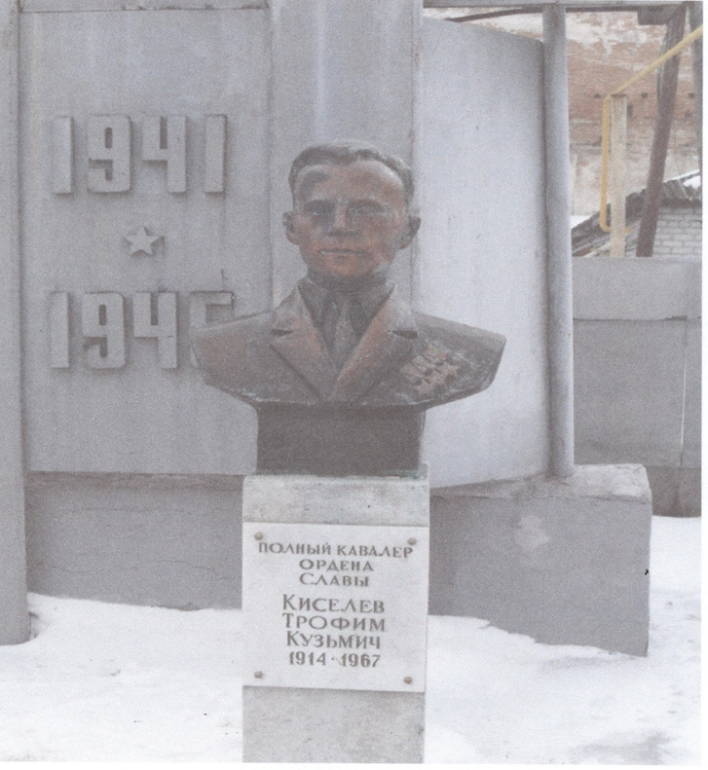 1941
1945
ПОЛНЫЙ КАВАЛЕР
ОРДЕНА
СЛАВЫ
КИСЕЛЕВ
ТРОФИМ
КУЗЬМИЧ
1914-1967